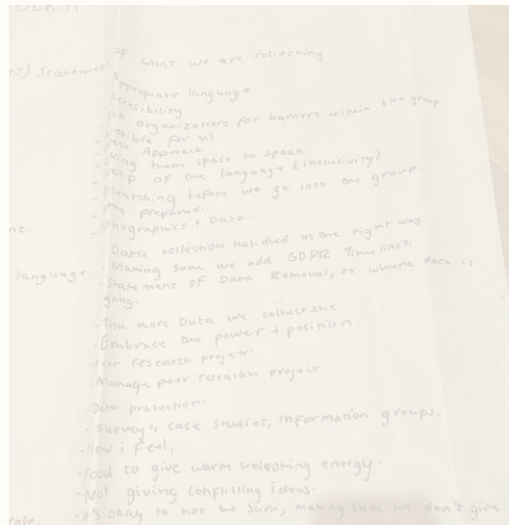 of what we are collecting.
es) Statement
Appropriate language
accessibility.
organizations for barriers within the group.
for us.
Approach
them space to speak.
of the language (inclusivity)
searching before we go into the group.
prepared.
+ Data.
Data collection handled in the right way
- Making sure we add GDPR Timelines.
language
- Statement of Data Removal, or where data is
going.
- The more Data we collect the
- Embrace the power + position.
- peer research project
- Manage peer research project
- Data protection.
- Surveys, case studies, information groups.
- How i feel,
- food to give warm welcoming energy.
- Not giving conflicting ideas.
- It's okay to not be sure, making sure we don't give